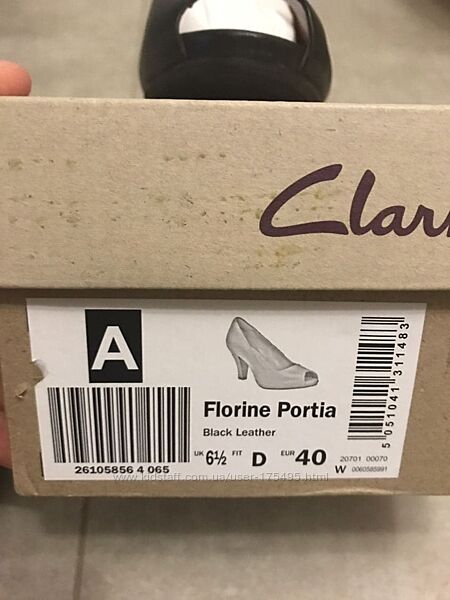 Clark
A
Florine Portia
Black Leather
UK 6½ FIT D EUR 40
26105856 4 065
20701 00070
W 0060585991
5 051041 311483
www.kidstaff.com.ua/user-175495.html